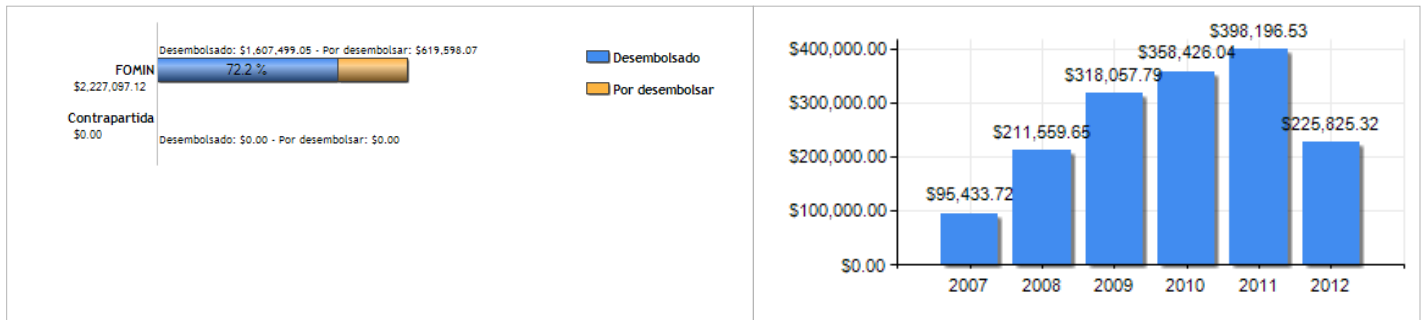 Desembolsado: $1,607,499.05 - Por desembolsar: $619,598.07
FOMIN
72.2 %
$2,227,097.12
Contrapartida
$0.00
Desembolsado: $0.00 - Por desembolsar: $0.00
Desembolsado
Por desembolsar
$400,000.00
$300,000.00
$200,000.00
$100,000.00
$0.00
$95,433.72
$211,559.65
$318,057.79
$358,426.04
$398,196.53
$225,825.32
2007 2008 2009 2010 2011 2012